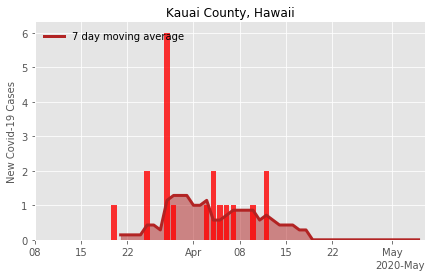 Kauai County, Hawaii
7 day moving average
New Covid-19 Cases
6
5
4
3
2
1
0
08 15 22 Apr 08 15 22 May
2020-May